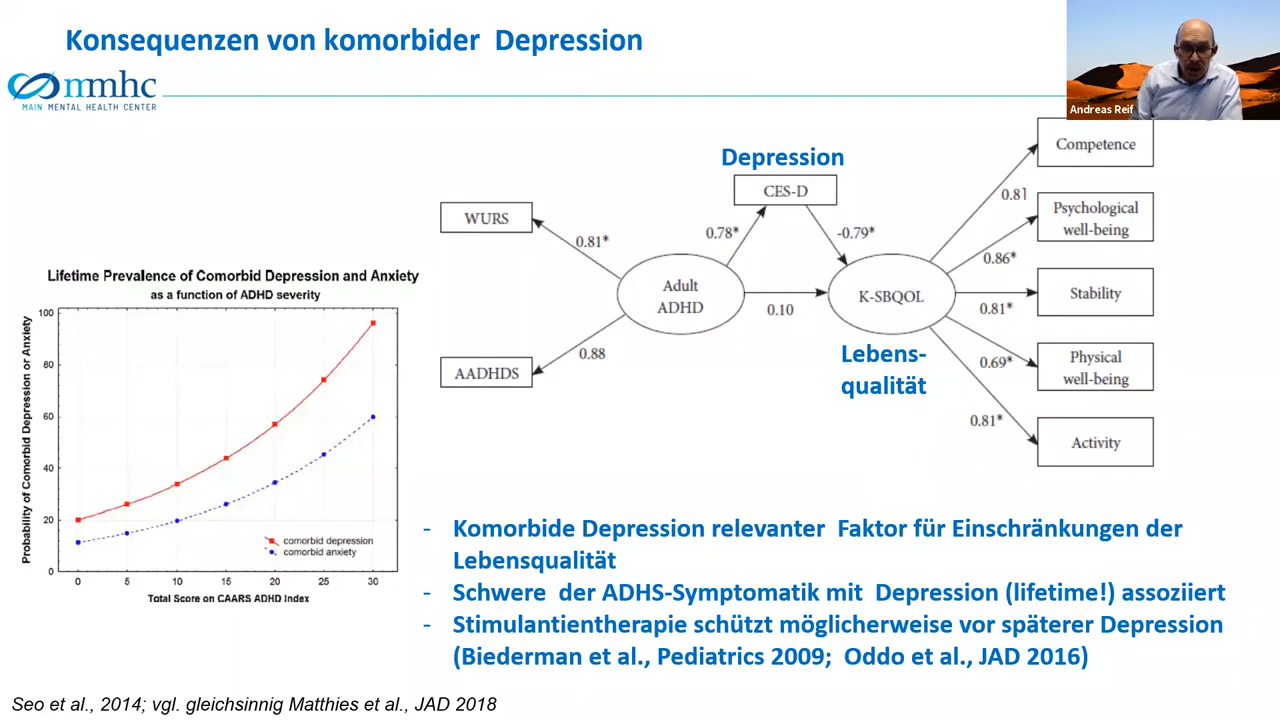 Konsequenzen von komorbider Depression
mmhc
MAIN MENTAL HEALTH CENTER
Andreas Reif
Lifetime Prevalence of Comorbid Depression and Anxiety
as a function of ADHD severity
Probability of Comorbid Depression or Anxiety
100
80
60
40
20
0
comorbid depression
comorbid anxiety
0 5 10 15 20 25 30
Total Score on CAARS ADHD Index
Depression
CES-D
WURS
0.81*
0.78*
-0.79*
Adult
ADHD
0.10
K-SBQOL
0.88
AADHDS
Lebens-
qualität
Competence
0.81
Psychological
well-being
0.86*
Stability
0.81*
Physical
well-being
0.69*
Activity
0.81*
- Komorbide Depression relevanter Faktor für Einschränkungen der
Lebensqualität
- Schwere der ADHS-Symptomatik mit Depression (lifetime!) assoziiert
- Stimulantientherapie schützt möglicherweise vor späterer Depression
(Biederman et al., Pediatrics 2009; Oddo et al., JAD 2016)
Seo et al., 2014; vgl. gleichsinnig Matthies et al., JAD 2018